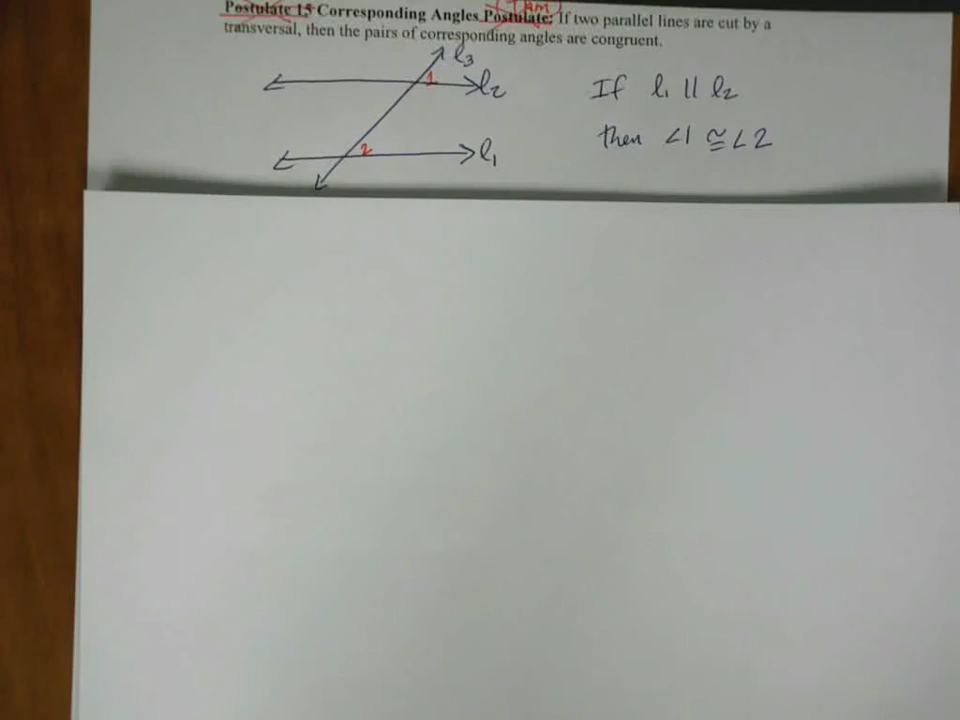 Postulate 15 Corresponding Angles Postulate: If two parallel lines are cut by a
transversal, then the pairs of corresponding angles are congruent.
l₃
1
l₂
If l₁ || l₂
then ∠1 ≅ ∠2
2
l₁